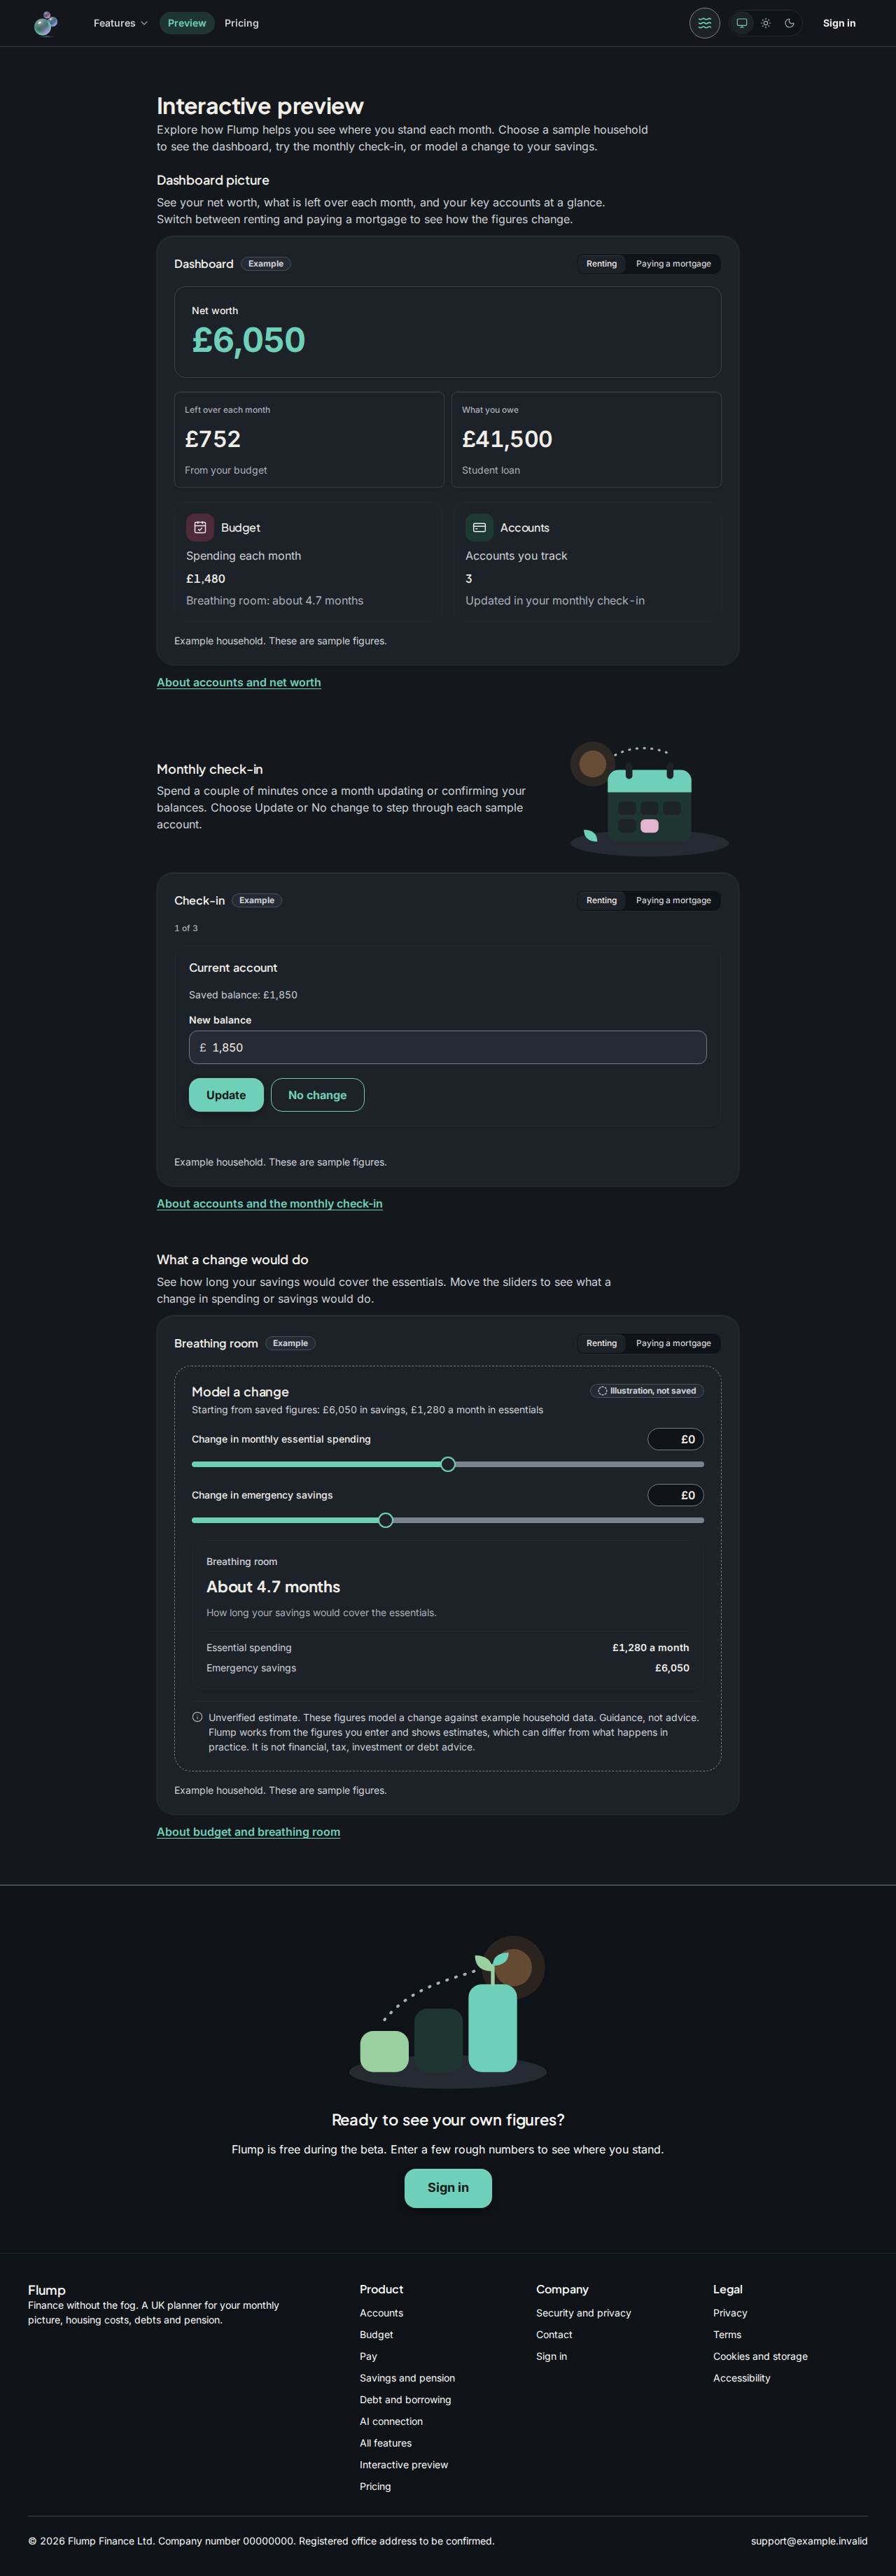 Features
Preview
Pricing
Sign in
Interactive preview
Explore how Flump helps you see where you stand each month. Choose a sample household
to see the dashboard, try the monthly check-in, or model a change to your savings.
Dashboard picture
See your net worth, what is left over each month, and your key accounts at a glance.
Switch between renting and paying a mortgage to see how the figures change.
Dashboard
Example
Renting
Paying a mortgage
Net worth
£6,050
Left over each month
£752
From your budget
What you owe
£41,500
Student loan
Budget
Spending each month
£1,480
Breathing room: about 4.7 months
Accounts
Accounts you track
3
Updated in your monthly check-in
Example household. These are sample figures.
About accounts and net worth
Monthly check-in
Spend a couple of minutes once a month updating or confirming your
balances. Choose Update or No change to step through each sample
account.
Check-in
Example
Renting
Paying a mortgage
1 of 3
Current account
Saved balance: £1,850
New balance
£ 1,850
Update
No change
Example household. These are sample figures.
About accounts and the monthly check-in
What a change would do
See how long your savings would cover the essentials. Move the sliders to see what a
change in spending or savings would do.
Breathing room
Example
Renting
Paying a mortgage
Model a change
Illustration, not saved
Starting from saved figures: £6,050 in savings, £1,280 a month in essentials
Change in monthly essential spending
£0
Change in emergency savings
£0
Breathing room
About 4.7 months
How long your savings would cover the essentials.
Essential spending
£1,280 a month
Emergency savings
£6,050
Unverified estimate. These figures model a change against example household data. Guidance, not advice.
Flump works from the figures you enter and shows estimates, which can differ from what happens in
practice. It is not financial, tax, investment or debt advice.
Example household. These are sample figures.
About budget and breathing room
Ready to see your own figures?
Flump is free during the beta. Enter a few rough numbers to see where you stand.
Sign in
Flump
Finance without the fog. A UK planner for your monthly
picture, housing costs, debts and pension.
Product
Accounts
Budget
Pay
Savings and pension
Debt and borrowing
AI connection
All features
Interactive preview
Pricing
Company
Security and privacy
Contact
Sign in
Legal
Privacy
Terms
Cookies and storage
Accessibility
© 2026 Flump Finance Ltd. Company number 00000000. Registered office address to be confirmed.
support@example.invalid